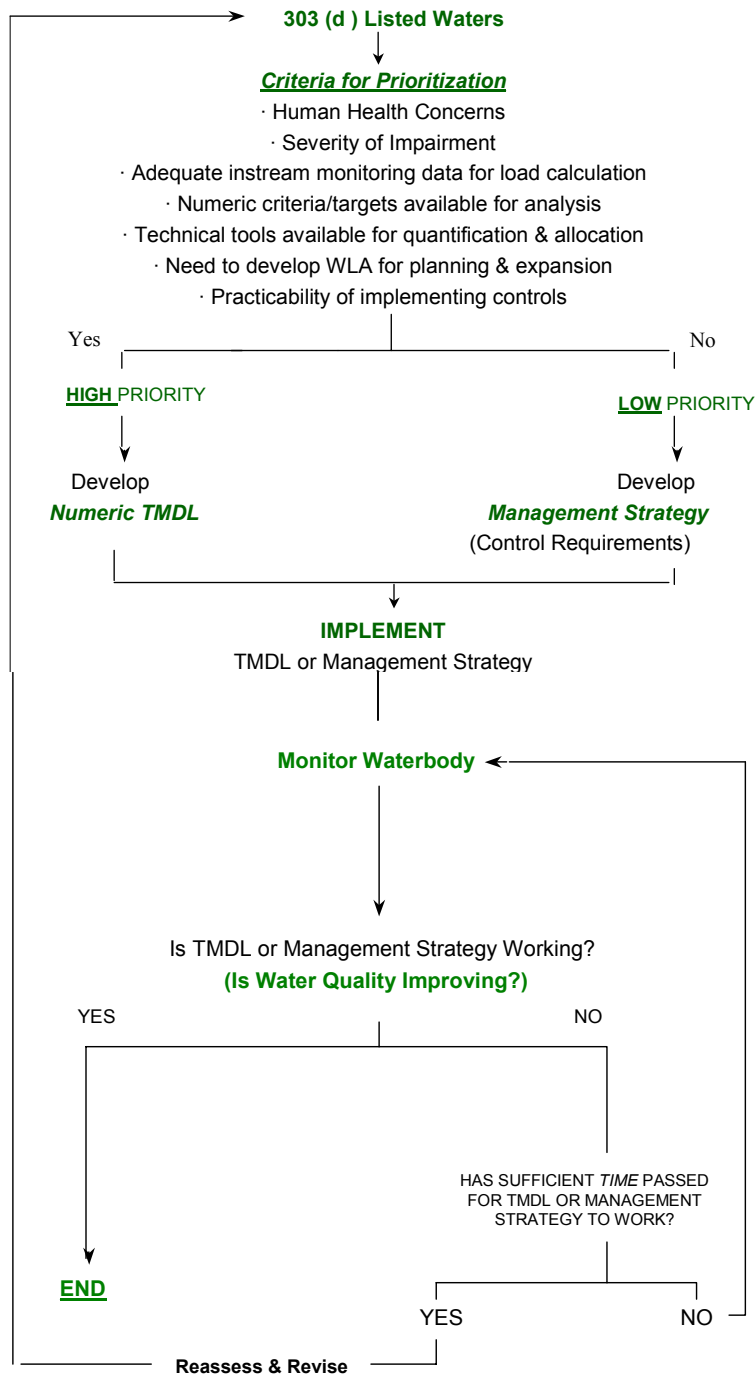 303 (d ) Listed Waters
Criteria for Prioritization
· Human Health Concerns
· Severity of Impairment
· Adequate instream monitoring data for load calculation
· Numeric criteria/targets available for analysis
· Technical tools available for quantification & allocation
· Need to develop WLA for planning & expansion
· Practicability of implementing controls
Yes
No
HIGH PRIORITY
LOW PRIORITY
Develop
Numeric TMDL
Develop
Management Strategy
(Control Requirements)
IMPLEMENT
TMDL or Management Strategy
Monitor Waterbody
Is TMDL or Management Strategy Working?
(Is Water Quality Improving?)
YES
NO
HAS SUFFICIENT TIME PASSED
FOR TMDL OR MANAGEMENT
STRATEGY TO WORK?
END
YES
NO
Reassess & Revise